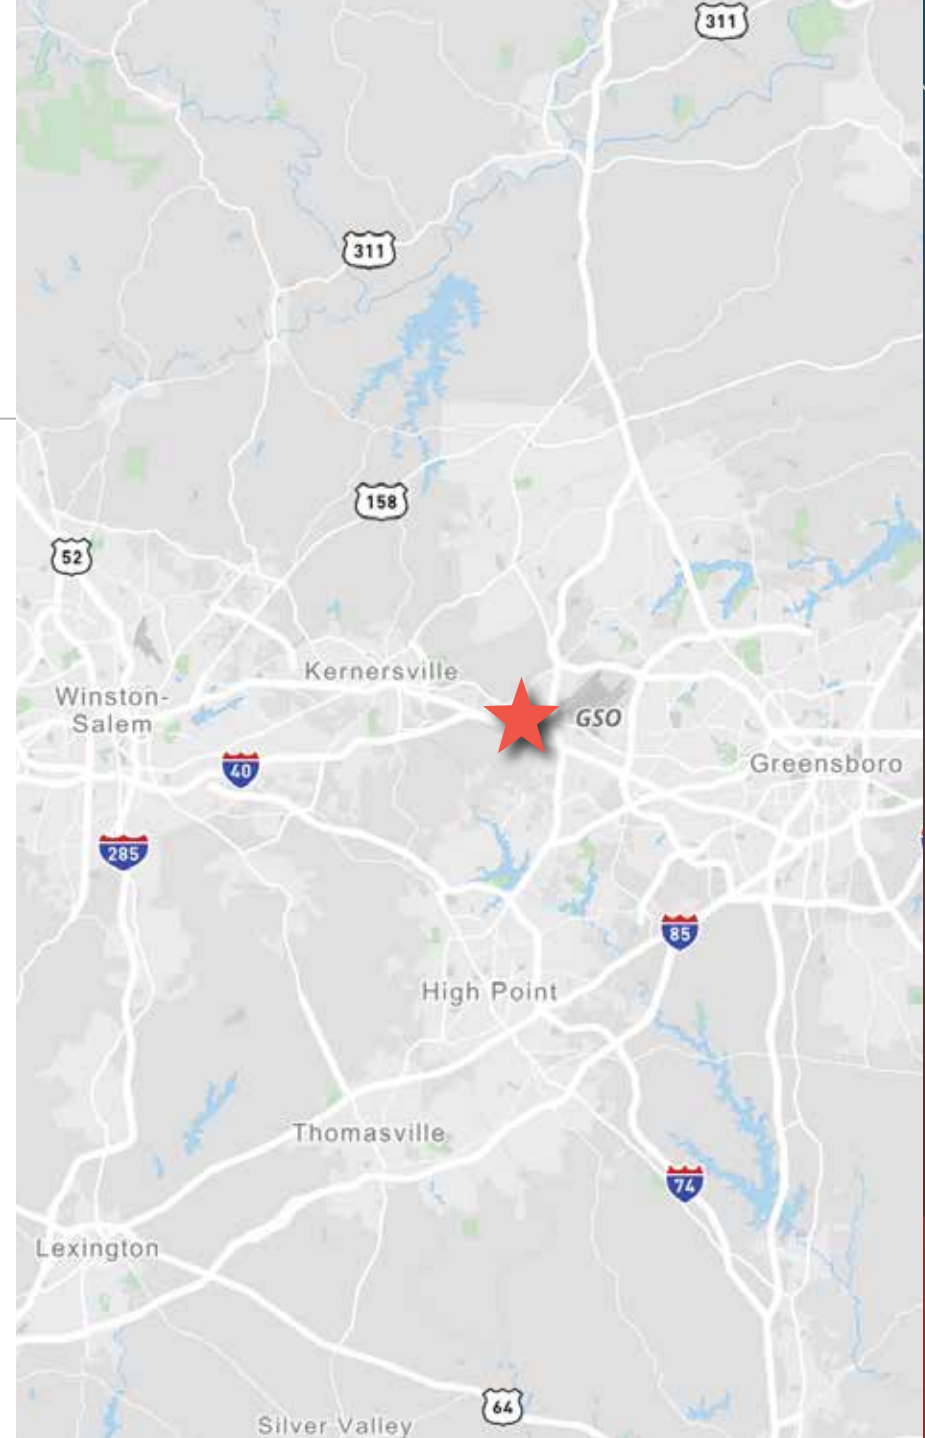 311
311
158
52
Kernersville
Winston-
Salem
GSO
Greensboro
40
285
85
High Point
Thomasville
74
Lexington
64
Silver Valley